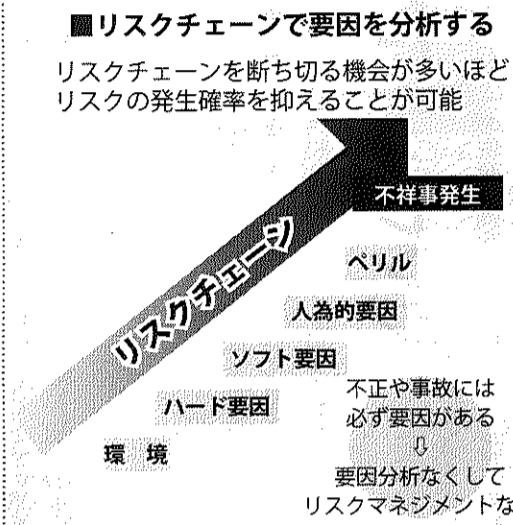 ■リスクチェーンで要因を分析する
リスクチェーンを断ち切る機会が多いほど
リスクの発生確率を抑えることが可能
不祥事発生
リスクチェーン
ペリル
人為的要因
ソフト要因
ハード要因
環 境
不正や事故には
必ず要因がある
⇩
要因分析なくして
リスクマネジメントな